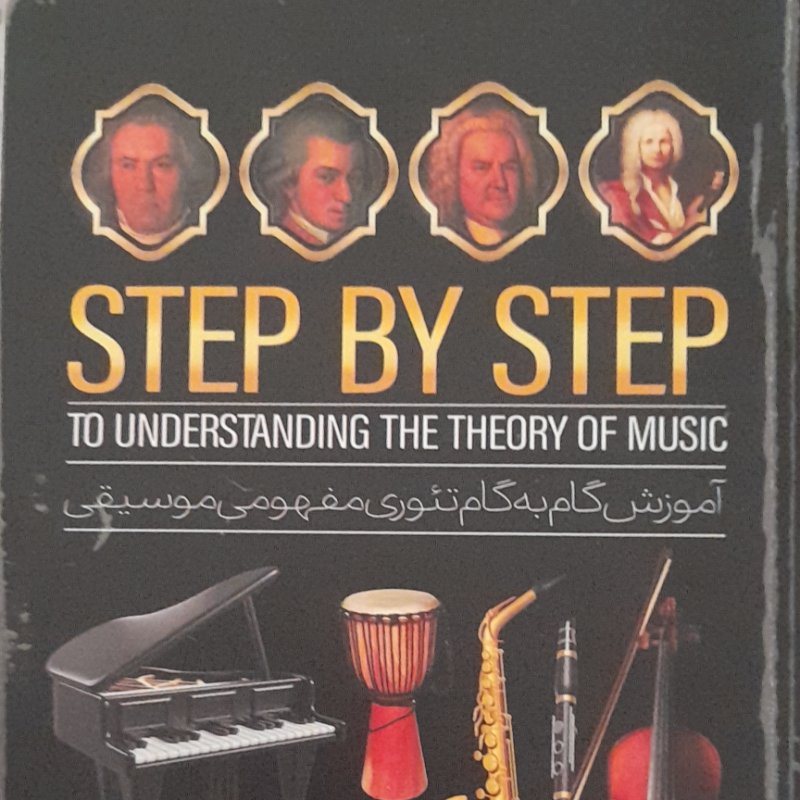 STEP BY STEP
TO UNDERSTANDING THE THEORY OF MUSIC
آموزش گام به گام تئوری مفهومی موسیقی